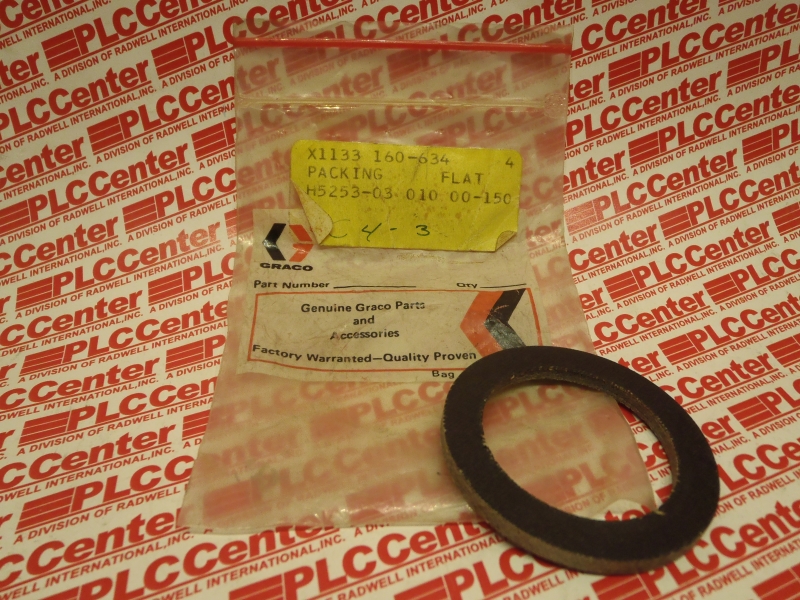 PLCCenter
A DIVISION OF RADWELL INTERNATIONAL, INC.
X1133 160-634 4
PACKING FLAT
H5253-03 010 00-150
C 4-3
GRACO
Part Number Qty
Genuine Graco Parts
and
Accessories
Factory Warranted—Quality Proven
Bag